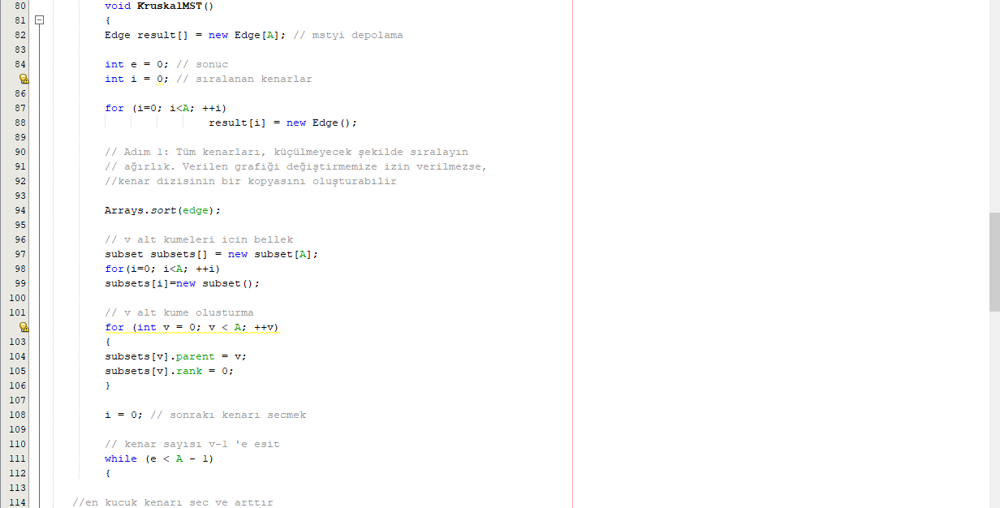 80 void KruskalMST()
81 {
82 Edge result[] = new Edge[A]; // mstyi depolama
83
84 int e = 0; // sonuc
int i = 0; // sıralanan kenarlar
86
87 for (i=0; i<A; ++i)
88 result[i] = new Edge();
89
90 // Adım 1: Tüm kenarları, küçülmeyecek şekilde sıralayın
91 // ağırlık. Verilen grafiği değiştirmemize izin verilmezse,
92 //kenar dizisinin bir kopyasını oluşturabilir
93
94 Arrays.sort(edge);
95
96 // v alt kumeleri icin bellek
97 subset subsets[] = new subset[A];
98 for(i=0; i<A; ++i)
99 subsets[i]=new subset();
100
101 // v alt kume olusturma
for (int v = 0; v < A; ++v)
103 {
104 subsets[v].parent = v;
105 subsets[v].rank = 0;
106 }
107
108 i = 0; // sonrakı kenarı secmek
109
110 // kenar sayısı v-1 'e esit
111 while (e < A - 1)
112 {
113
114 //en kucuk kenarı sec ve arttır